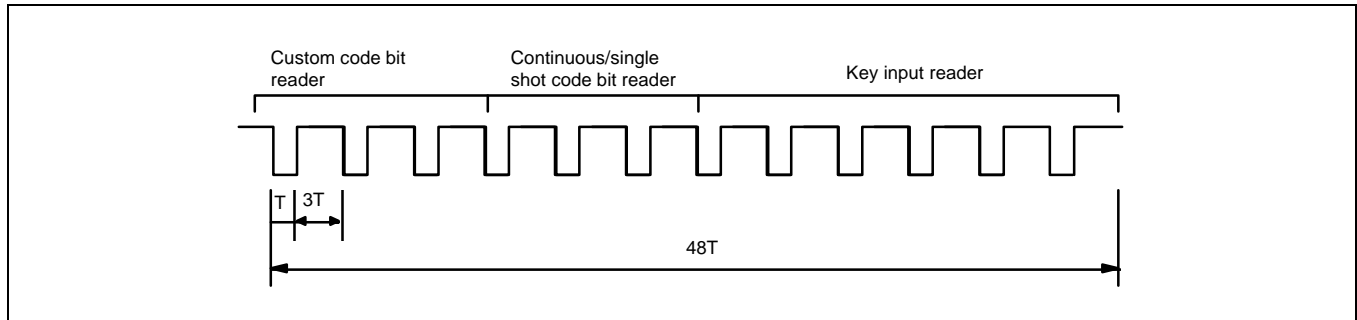 Custom code bit
reader
Continuous/single
shot code bit reader
Key input reader
T
3T
48T